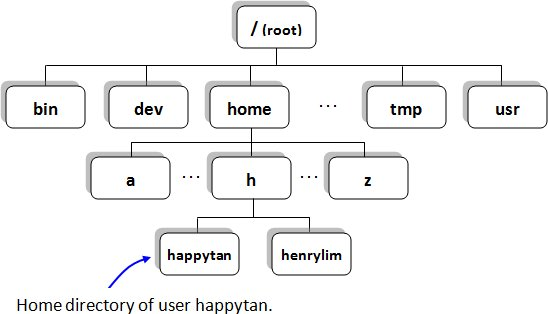 / (root)
bin dev home ... tmp usr
a ... h ... z
happytan henrylim
Home directory of user happytan.